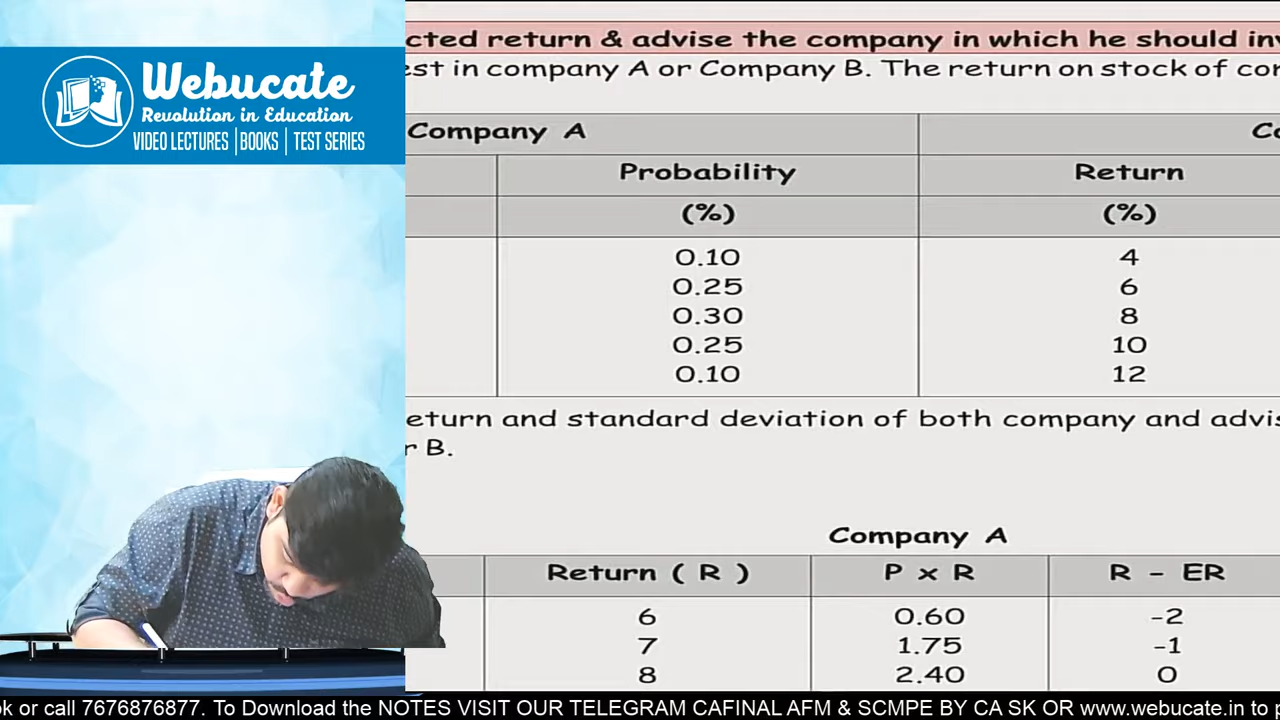 Webucate
Revolution in Education
VIDEO LECTURES | BOOKS | TEST SERIES
cted return & advise the company in which he should inv
est in company A or Company B. The return on stock of con
Company A
Probability Return
(%) (%)
0.10 4
0.25 6
0.30 8
0.25 10
0.10 12
eturn and standard deviation of both company and advis
r B.
Company A
Return ( R ) P x R R - ER
6 0.60 -2
7 1.75 -1
8 2.40 0
ok or call 7676876877. To Download the NOTES VISIT OUR TELEGRAM CAFINAL AFM & SCMPE BY CA SK OR www.webucate.in to p